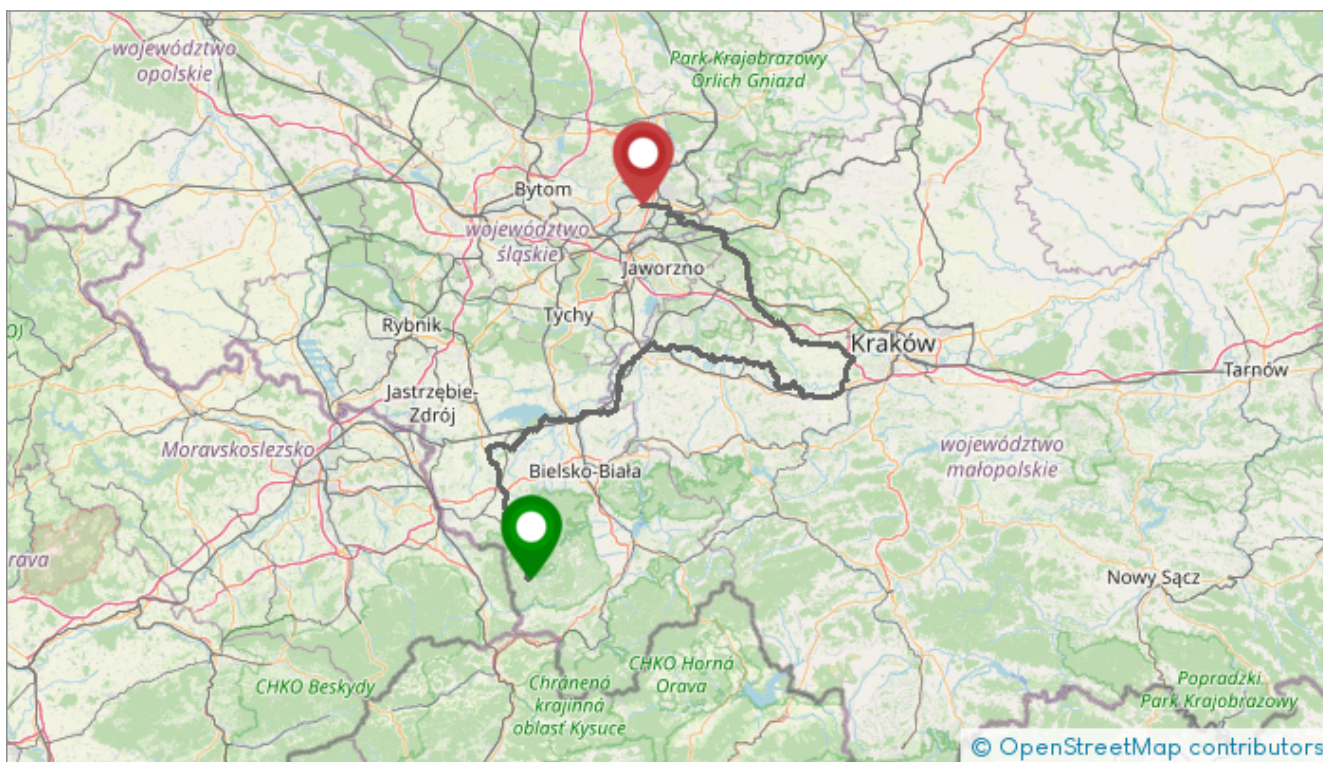 województwo
opolskie
Park Krajobrazowy
Orlich Gniazd
Bytom
województwo
śląskie
Jaworzno
Tychy
Rybnik
Kraków
Tarnów
Jastrzębie-
Zdrój
Moravskoslezsko
Bielsko-Biała
województwo
małopolskie
rava
Nowy Sącz
CHKO Beskydy
CHKO Horná
Orava
Chránená
krajinná
oblasť Kysuce
Popradzki
Park Krajobrazowy
© OpenStreetMap contributors